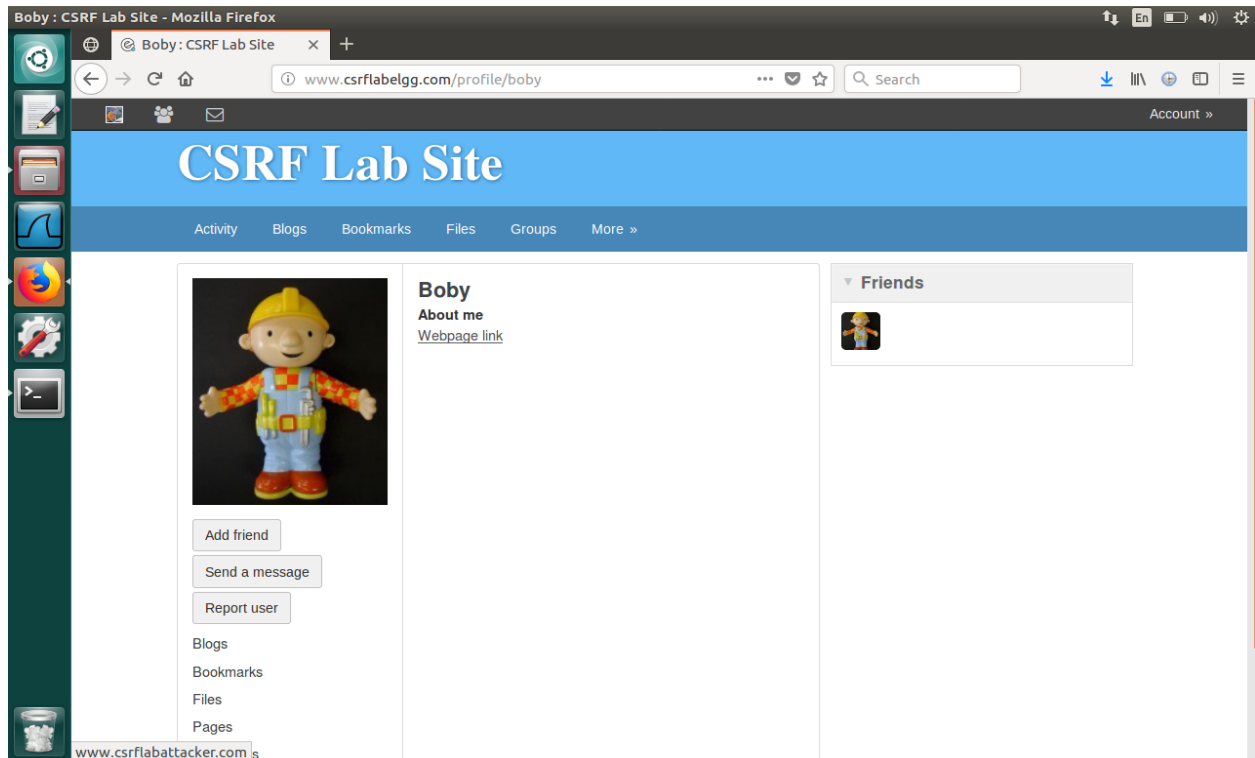 Boby : CSRF Lab Site - Mozilla Firefox
En
Boby : CSRF Lab Site
www.csrflabelgg.com/profile/boby
Search
Account »
CSRF Lab Site
Activity Blogs Bookmarks Files Groups More »
Boby
About me
Webpage link
Friends
Add friend
Send a message
Report user
Blogs
Bookmarks
Files
Pages
www.csrflabattacker.com